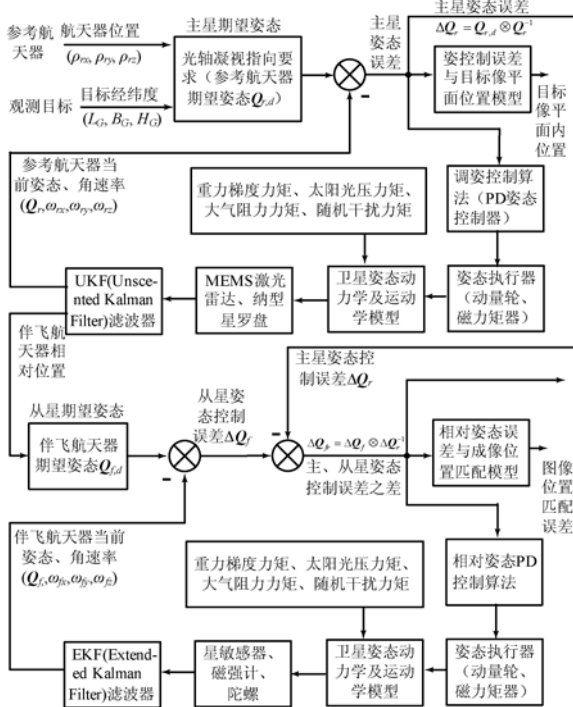 参考航
天器
航天器位置
(ρrx, ρry, ρrz)
观测目标
目标经纬度
(LG, BG, HG)
主星期望姿态
光轴凝视指向要
求（参考航天器
期望姿态Qr,d）
主星
姿态
误差
主星姿态误差
ΔQr = Qr,d ⊗ Qr⁻¹
姿控制误差
与目标像平
面位置模型
目标
像平
面内
位置
参考航天器当
前姿态、角速率
(Qr,ωrx,ωry,ωrz)
重力梯度力矩、太阳光压力矩、
大气阻力力矩、随机干扰力矩
调姿控制算
法（PD姿态
控制器）
UKF(Unsce-
nted Kalman
Filter)滤波器
MEMS激光
雷达、纳型
星罗盘
卫星姿态动
力学及运动
学模型
姿态执行器
（动量轮、
磁力矩器）
伴飞航
天器相
对位置
主星姿态控
制误差ΔQr
从星期望姿态
伴飞航天器
期望姿态Qf,d
从星姿
态控制
误差ΔQf
ΔQfr = ΔQf ⊗ ΔQr⁻¹
主、从星姿态
控制误差之差
相对姿态误
差与成像位
置匹配模型
图像
位置
匹配
误差
伴飞航天器当前
姿态、角速率
(Qf,ωfx,ωfy,ωfz)
重力梯度力矩、太阳光压力矩、
大气阻力力矩、随机干扰力矩
相对姿态PD
控制算法
EKF(Extend-
ed Kalman
Filter)滤波器
星敏感器、
磁强计、
陀螺
卫星姿态动
力学及运动
学模型
姿态执行器
（动量轮、
磁力矩器）